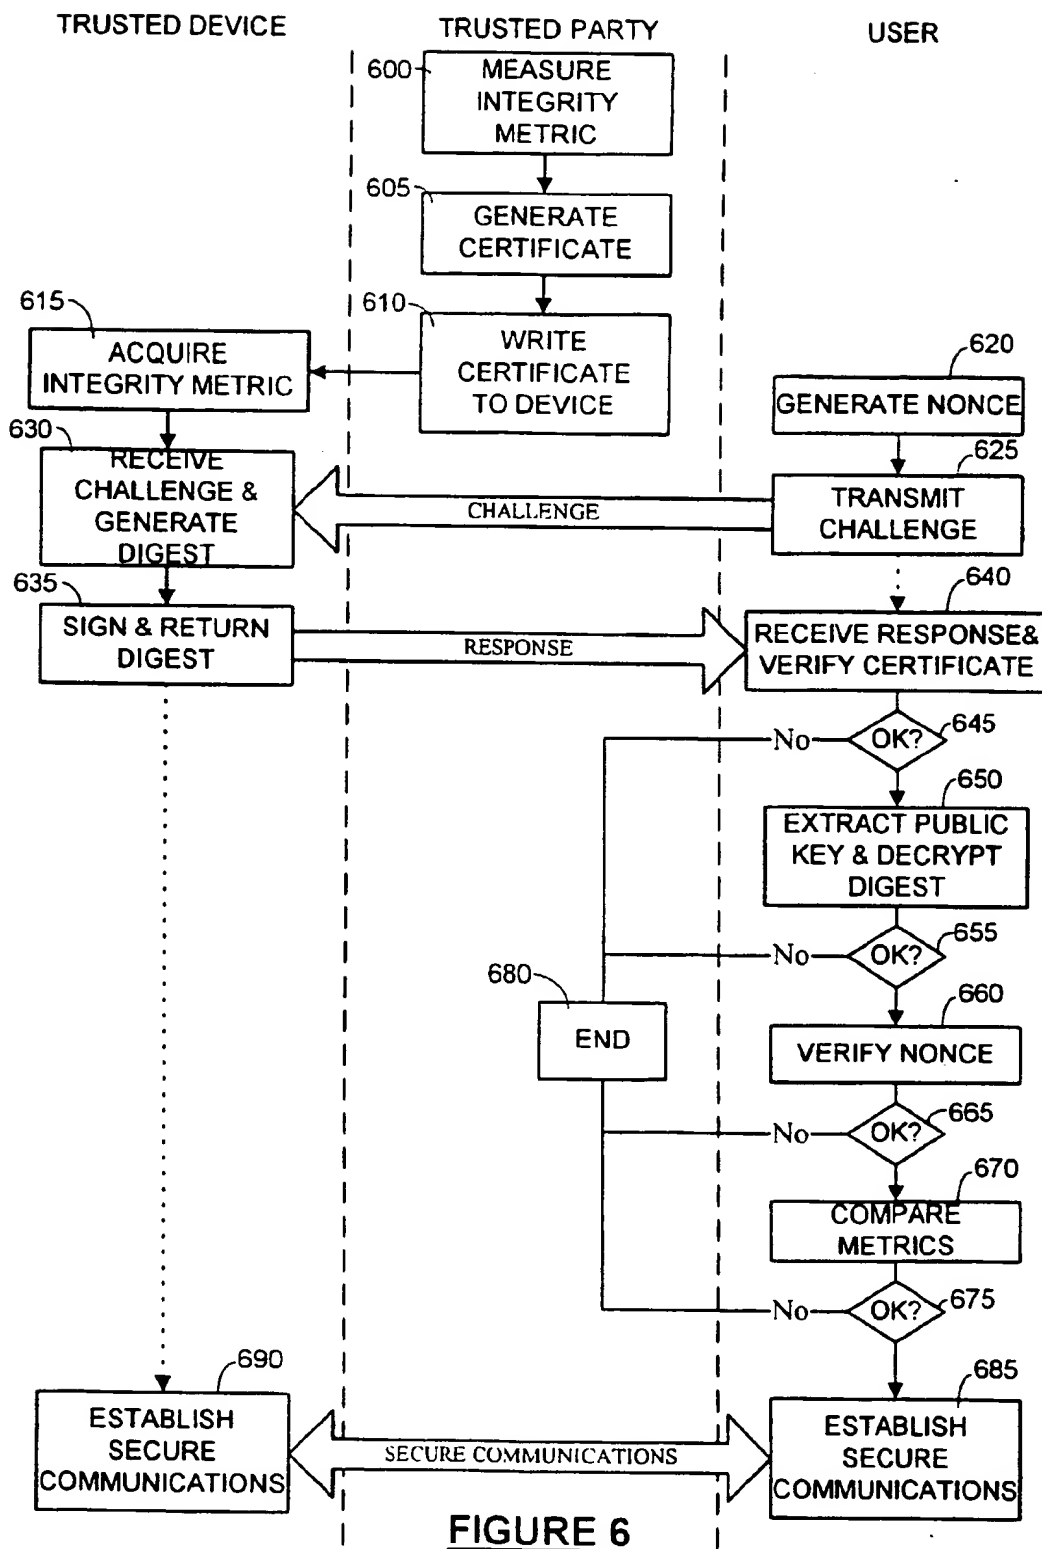 TRUSTED DEVICE
TRUSTED PARTY
USER
600
MEASURE
INTEGRITY
METRIC
605
GENERATE
CERTIFICATE
610
WRITE
CERTIFICATE
TO DEVICE
615
ACQUIRE
INTEGRITY METRIC
620
GENERATE NONCE
625
TRANSMIT
CHALLENGE
CHALLENGE
630
RECEIVE
CHALLENGE &
GENERATE
DIGEST
635
SIGN & RETURN
DIGEST
RESPONSE
640
RECEIVE RESPONSE&
VERIFY CERTIFICATE
645
OK?
No
650
EXTRACT PUBLIC
KEY & DECRYPT
DIGEST
655
OK?
No
680
END
660
VERIFY NONCE
665
OK?
No
670
COMPARE
METRICS
675
OK?
No
690
ESTABLISH
SECURE
COMMUNICATIONS
SECURE COMMUNICATIONS
685
ESTABLISH
SECURE
COMMUNICATIONS
FIGURE 6